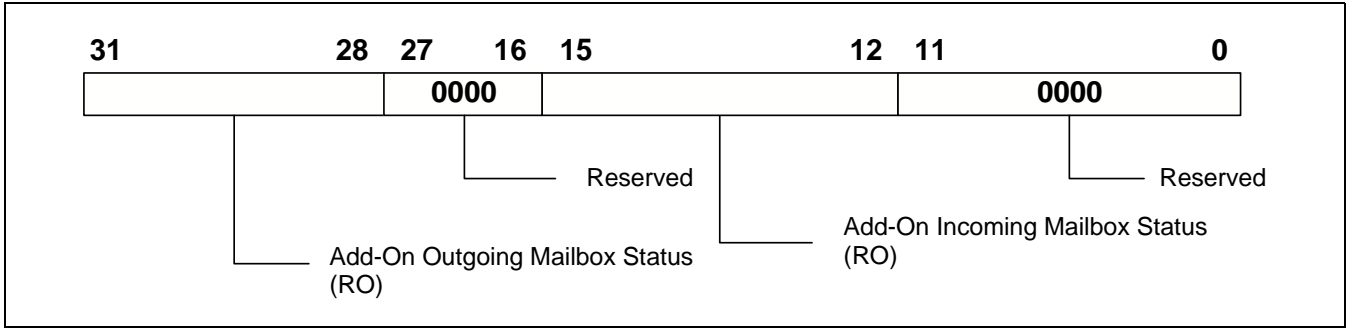 31 28 27 16 15 12 11 0
0000 0000
Reserved Reserved
Add-On Outgoing Mailbox Status
(RO)
Add-On Incoming Mailbox Status
(RO)